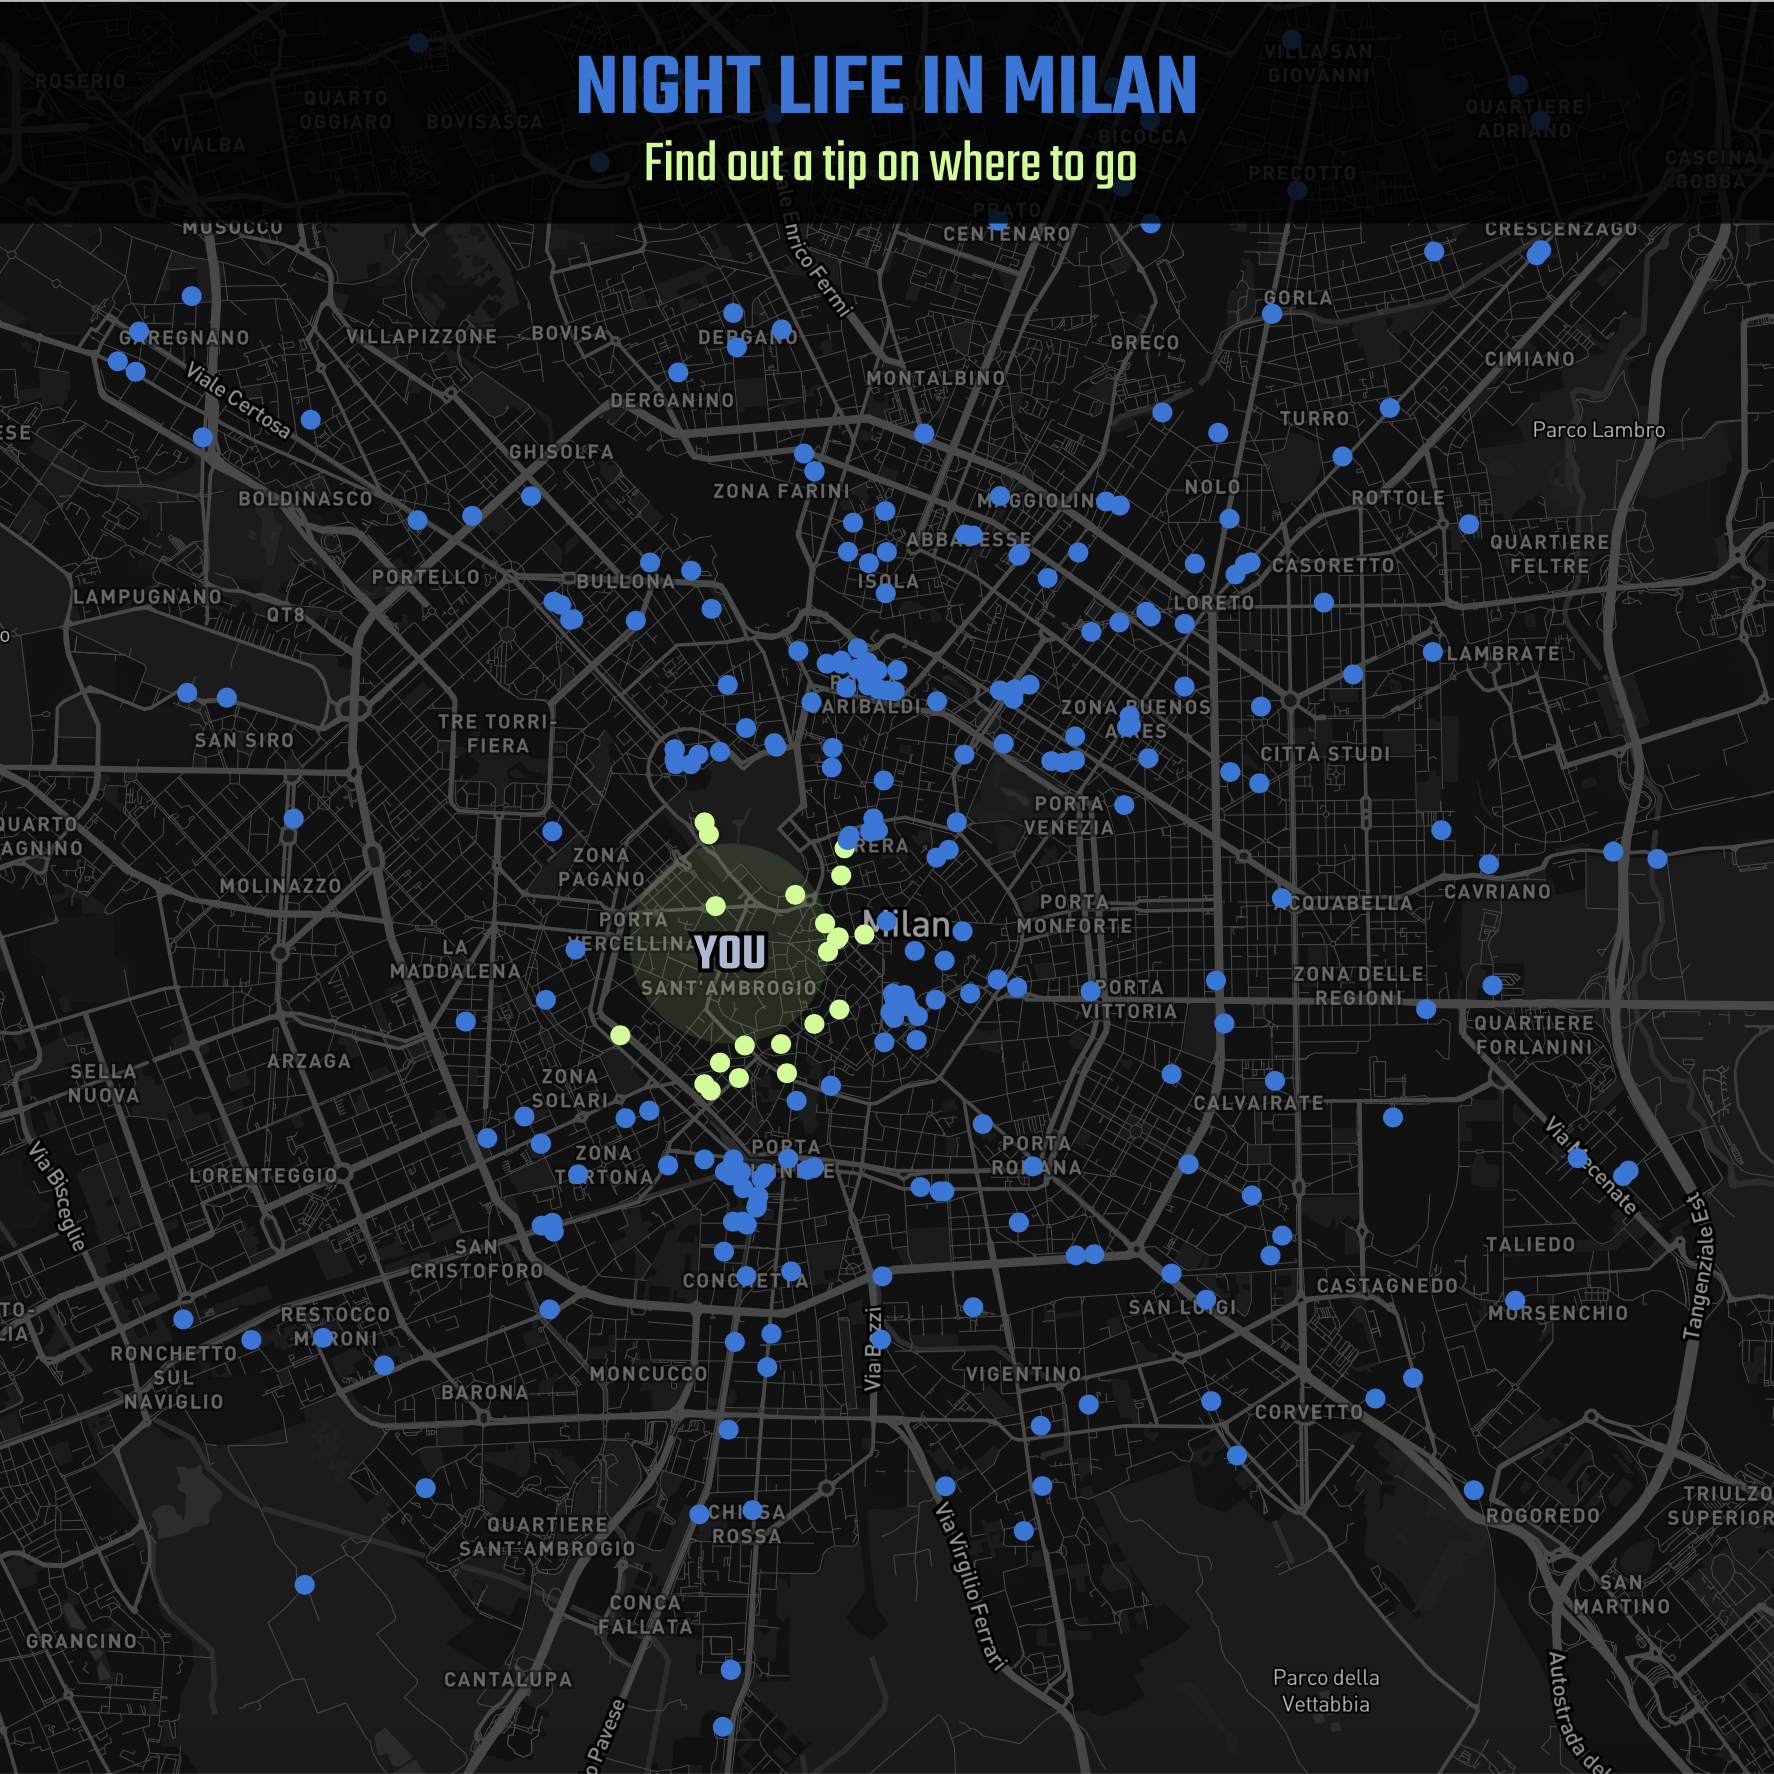 NIGHT LIFE IN MILAN
Find out a tip on where to go
VILLA SAN
GIOVANNI
ROSERIO
QUARTO
OGGIARO
BOVISASCA
VIALBA
BICOCCA
QUARTIERE
ADRIANO
PRECOTTO
CASCINA
GOBBA
MUSOCCO
PRATO
CENTENARO
CRESCENZAGO
ale Enrico Fermi
GORLA
GAREGNANO
VILLAPIZZONE
BOVISA
DERGANO
GRECO
CIMIANO
Viale Certosa
MONTALBINO
DERGANINO
TURRO
Parco Lambro
ESE
GHISOLFA
BOLDINASCO
ZONA FARINI
MAGGIOLIN
NOLO
ROTTOLE
ABBADESSE
QUARTIERE
FELTRE
PORTELLO
BULLONA
ISOLA
CASORETTO
LAMPUGNANO
QT8
LORETO
LAMBRATE
o
GARIBALDI
ZONA BUENOS
AIRES
TRE TORRI-
FIERA
SAN SIRO
CITTÀ STUDI
QUARTO
AGNINO
PORTA
VENEZIA
BRERA
ZONA
PAGANO
MOLINAZZO
CAVRIANO
ACQUABELLA
PORTA
MONFORTE
PORTA
VERCELLINA
Milan
YOU
LA
MADDALENA
SANT'AMBROGIO
ZONA DELLE
REGIONI
PORTA
VITTORIA
QUARTIERE
FORLANINI
ARZAGA
SELLA
NUOVA
ZONA
SOLARI
CALVAIRATE
Via Mecenate
Via Bisceglie
LORENTEGGIO
ZONA
TORTONA
PORTA
TICINESE
PORTA
ROMANA
Tangenziale Est
SAN
CRISTOFORO
TALIEDO
CONCHETTA
CASTAGNEDO
TO-
LIA
RESTOCCO
MARONI
SAN LUIGI
MORSENCHIO
RONCHETTO
SUL
NAVIGLIO
Via Bazzi
MONCUCCO
VIGENTINO
BARONA
CORVETTO
QUARTIERE
SANT'AMBROGIO
CHIESA
ROSSA
Via Virgilio Ferrari
ROGOREDO
TRIULZO
SUPERIOR
SAN
MARTINO
CONCA
FALLATA
GRANCINO
CANTALUPA
Parco della
Vettabbia
o Pavese
Autostrada del